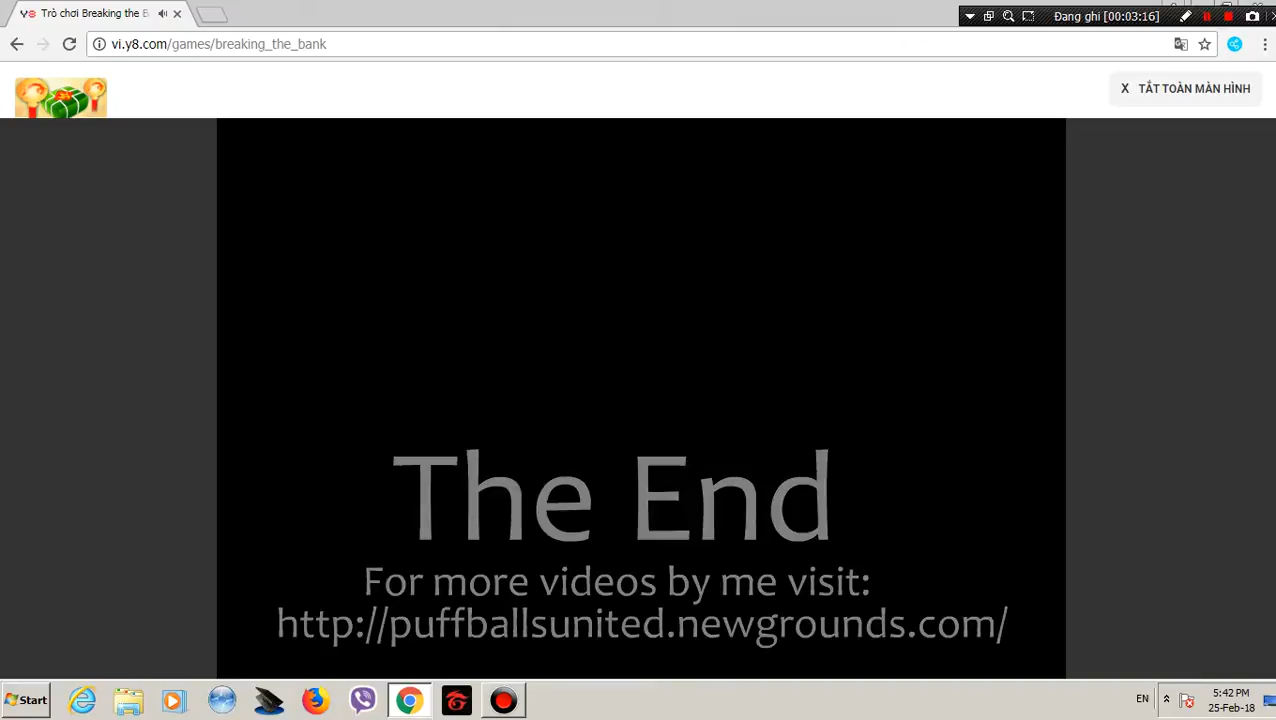 Trò chơi Breaking the B
Đang ghi [00:03:16]
vi.y8.com/games/breaking_the_bank
X TẮT TOÀN MÀN HÌNH
The End
For more videos by me visit:
http://puffballsunited.newgrounds.com/
Start
EN
5:42 PM
25-Feb-18